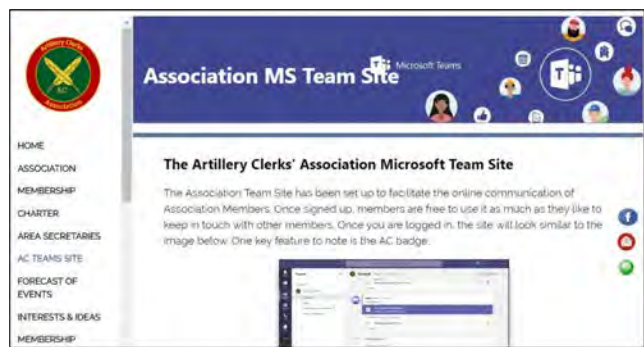 Artillery Clerks
AC
Association
HOME
ASSOCIATION
MEMBERSHIP
CHARTER
AREA SECRETARIES
AC TEAMS SITE
FORECAST OF
EVENTS
INTERESTS & IDEAS
MEMBERSHIP
Association MS Team Site
Microsoft Teams
The Artillery Clerks' Association Microsoft Team Site
The Association Team Site has been set up to facilitate the online communication of
Association Members. Once signed up, members are free to use it as much as they like to
keep in touch with other members. Once you are logged in, the site will look similar to the
image below. One key feature to note is the AC badge.